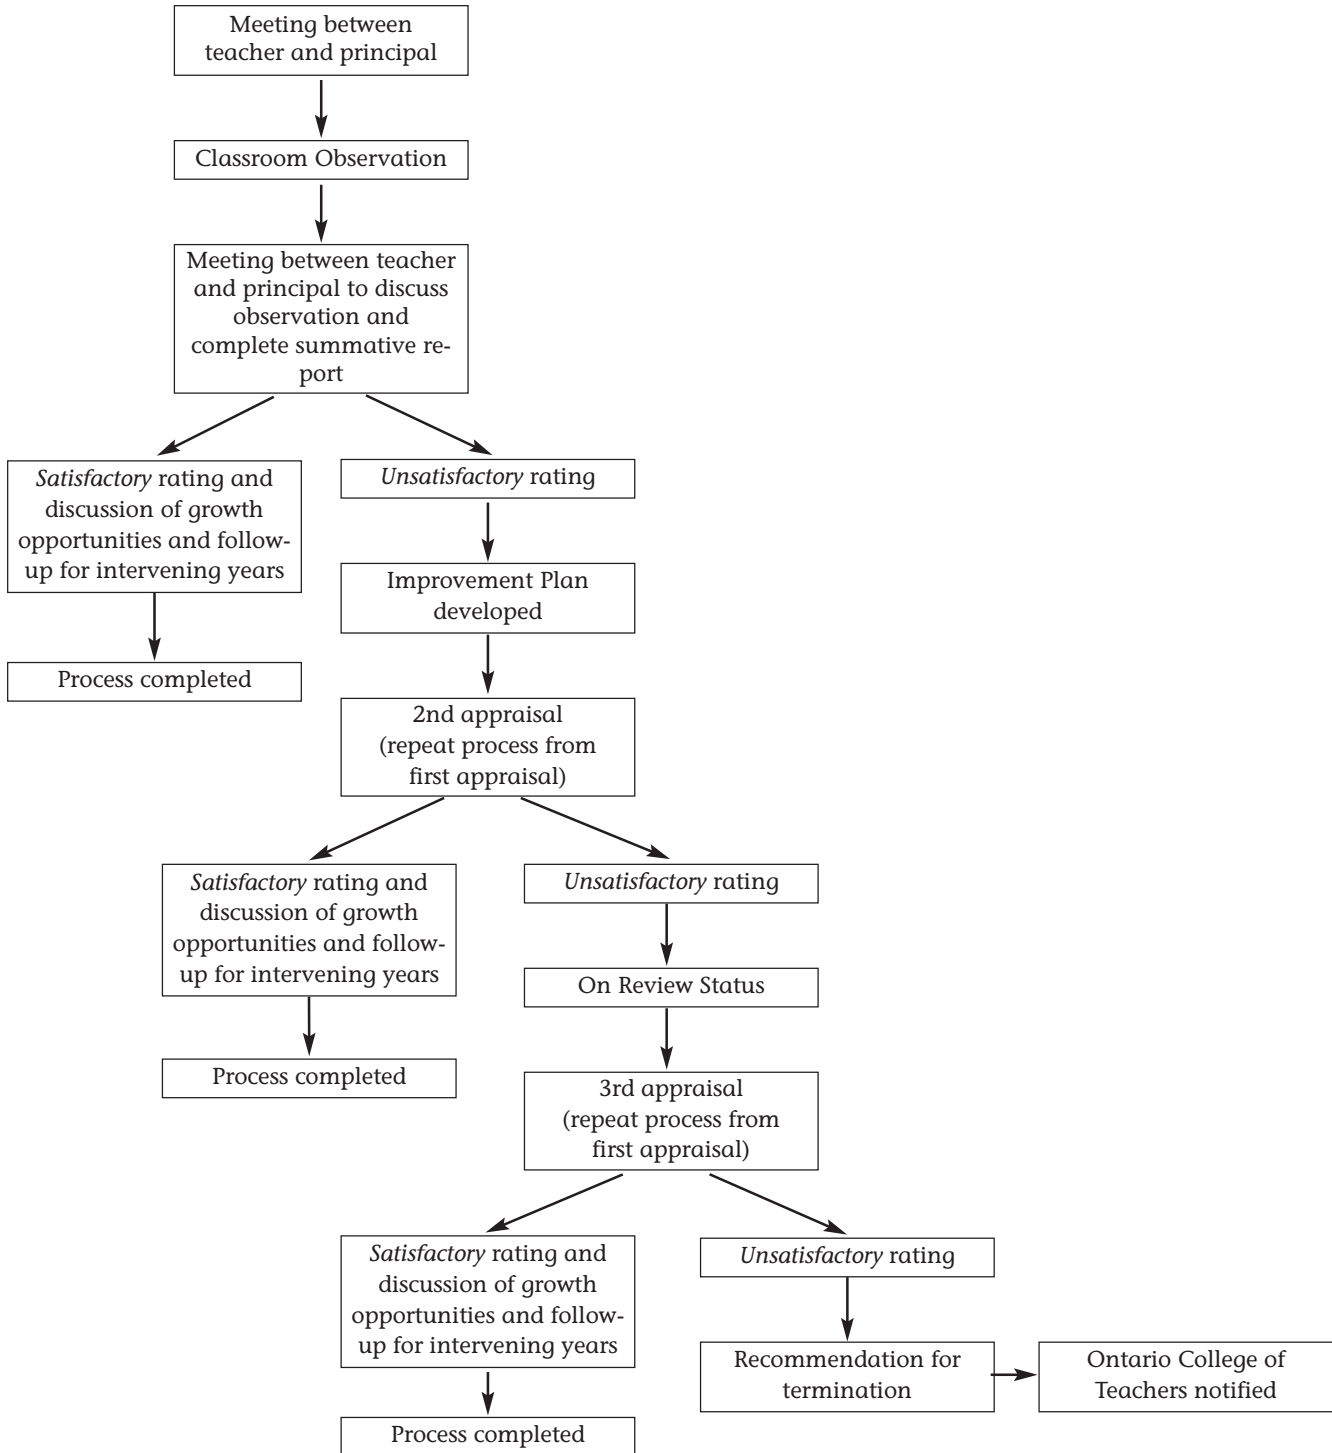 Meeting between
teacher and principal
Classroom Observation
Meeting between teacher
and principal to discuss
observation and
complete summative re-
port
Satisfactory rating and
discussion of growth
opportunities and follow-
up for intervening years
Unsatisfactory rating
Improvement Plan
developed
Process completed
2nd appraisal
(repeat process from
first appraisal)
Satisfactory rating and
discussion of growth
opportunities and follow-
up for intervening years
Unsatisfactory rating
On Review Status
Process completed
3rd appraisal
(repeat process from
first appraisal)
Satisfactory rating and
discussion of growth
opportunities and follow-
up for intervening years
Unsatisfactory rating
Recommendation for
termination
Ontario College of
Teachers notified
Process completed